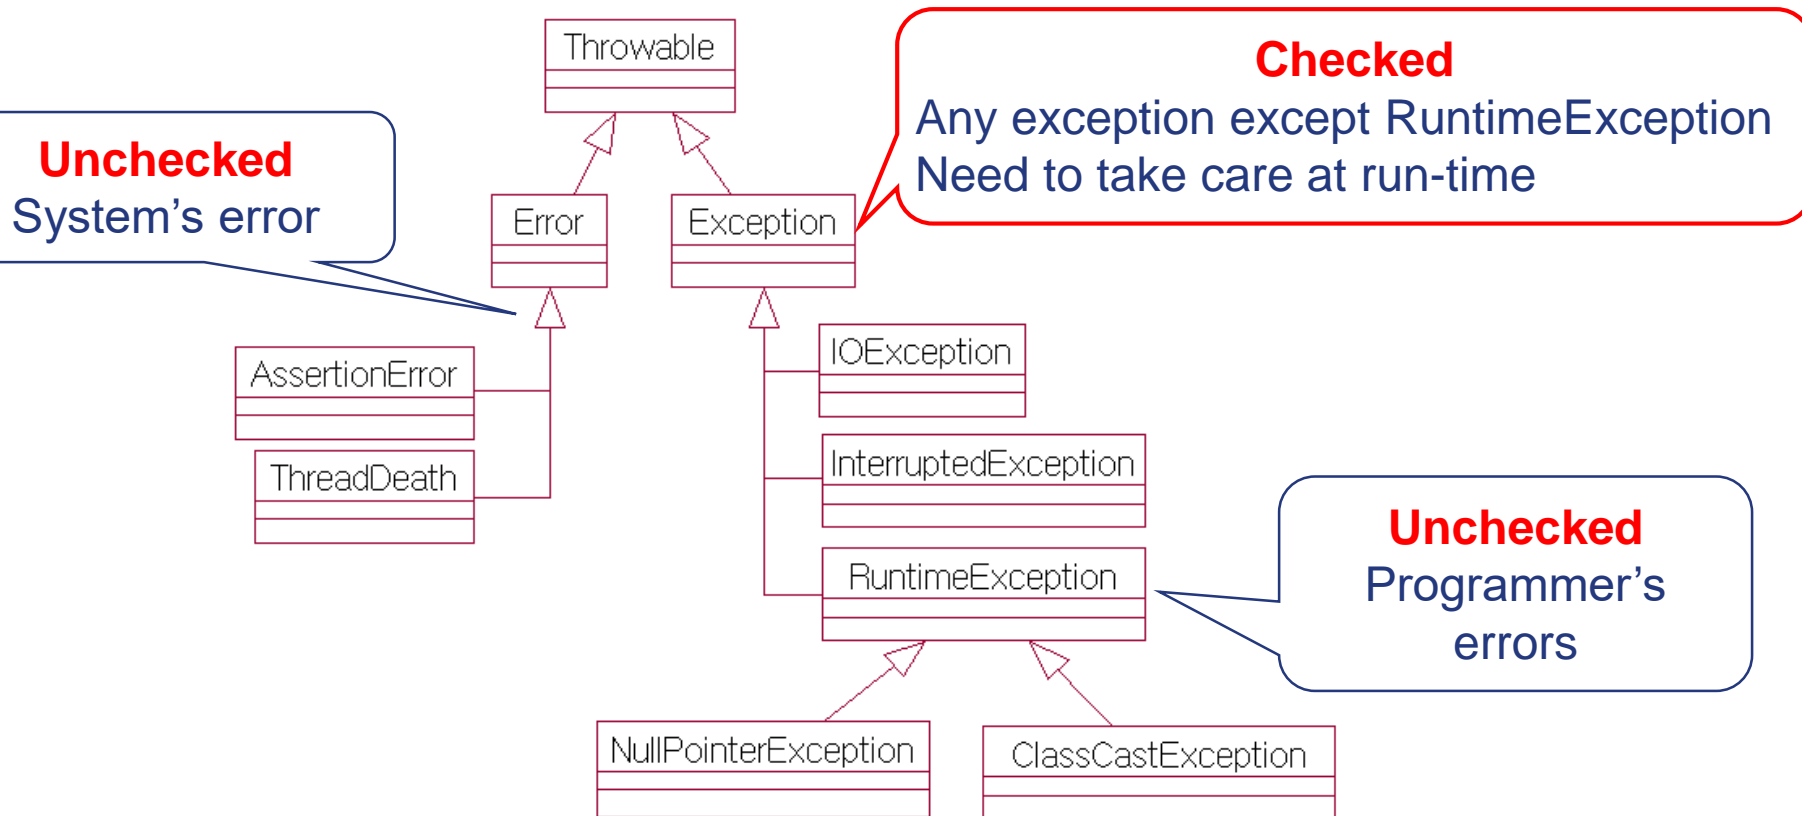 Throwable
Checked
Any exception except RuntimeException
Need to take care at run-time
Unchecked
System’s error
Error
Exception
IOException
AssertionError
InterruptedException
ThreadDeath
Unchecked
Programmer’s
errors
RuntimeException
NullPointerException
ClassCastException